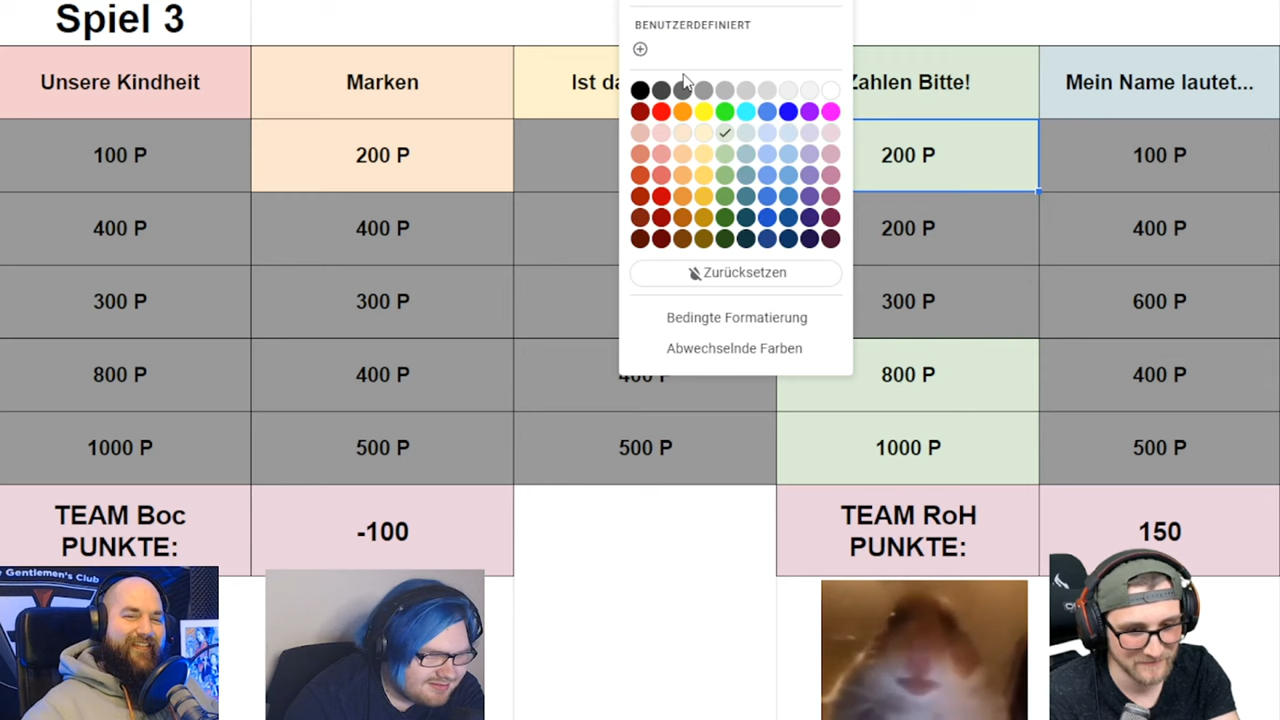 Spiel 3
BENUTZERDEFINIERT
Unsere Kindheit
Marken
Ist
Zahlen Bitte!
Mein Name lautet...
100 P
200 P
200 P
100 P
400 P
400 P
200 P
400 P
Zurücksetzen
300 P
300 P
300 P
600 P
Bedingte Formatierung
Abwechselnde Farben
800 P
400 P
400 P
800 P
400 P
1000 P
500 P
500 P
1000 P
500 P
TEAM Boc
PUNKTE:
-100
TEAM RoH
PUNKTE:
150
Gentlemen's Club